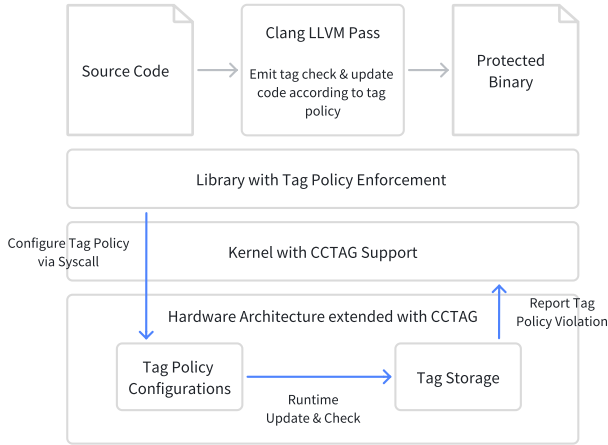 Source Code
Clang LLVM Pass
Emit tag check & update
code according to tag
policy
Protected
Binary
Library with Tag Policy Enforcement
Configure Tag Policy
via Syscall
Kernel with CCTAG Support
Hardware Architecture extended with CCTAG
Report Tag
Policy Violation
Tag Policy
Configurations
Runtime
Update & Check
Tag Storage